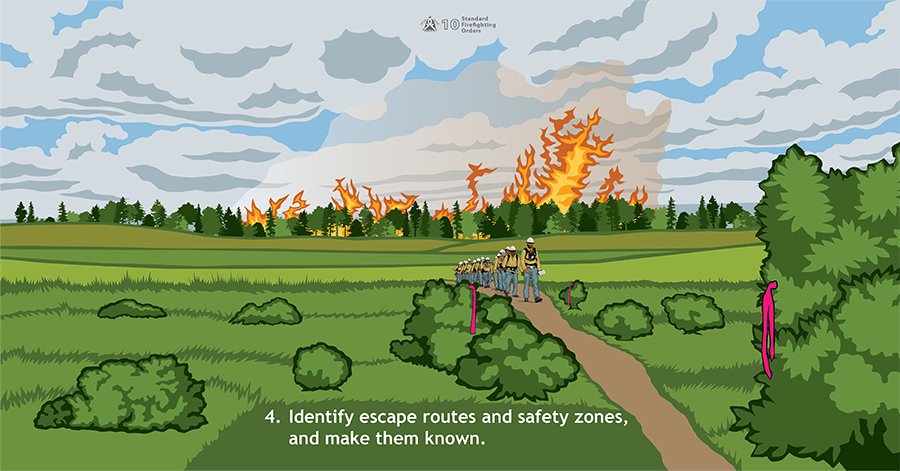 10 Standard
Firefighting
Orders
4. Identify escape routes and safety zones,
and make them known.